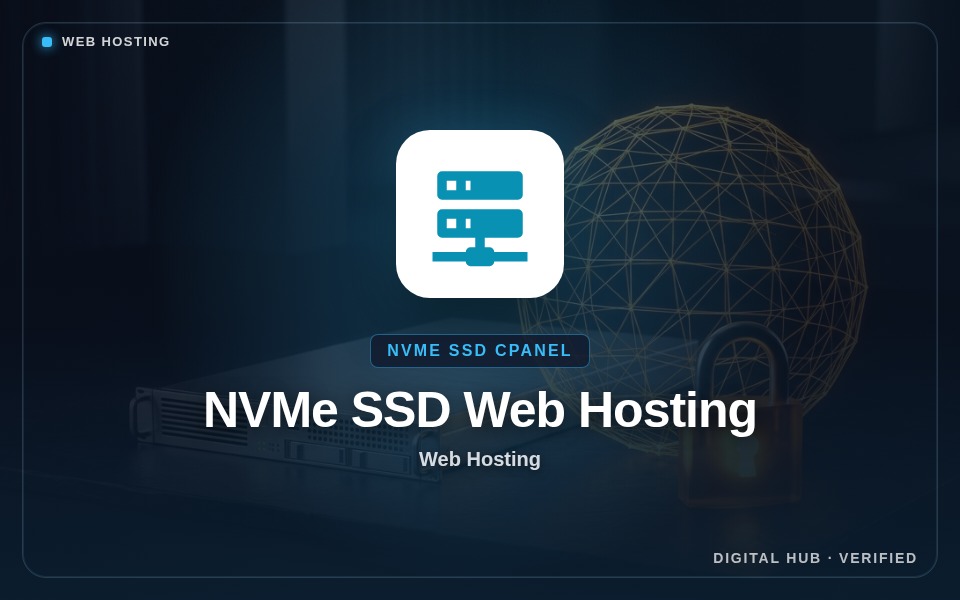 WEB HOSTING
NVME SSD CPANEL
NVMe SSD Web Hosting
Web Hosting
DIGITAL HUB · VERIFIED